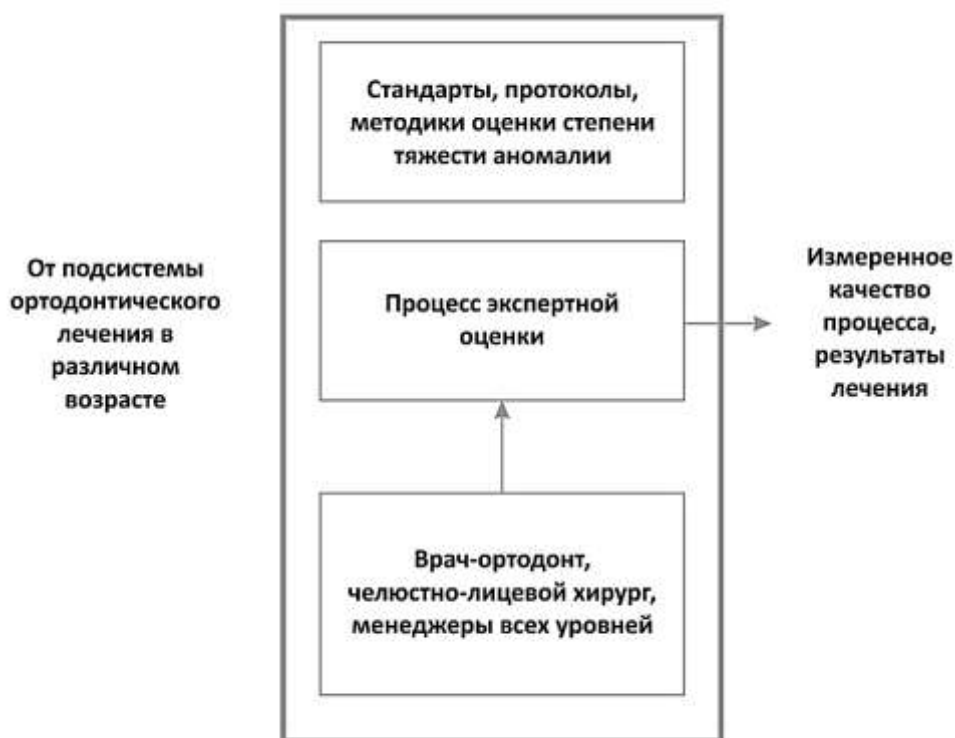 Стандарты, протоколы,
методики оценки степени
тяжести аномалии
От подсистемы
ортодонтического
лечения в
различном
возрасте
Процесс экспертной
оценки
Измеренное
качество
процесса,
результаты
лечения
Врач-ортодонт,
челюстно-лицевой хирург,
менеджеры всех уровней